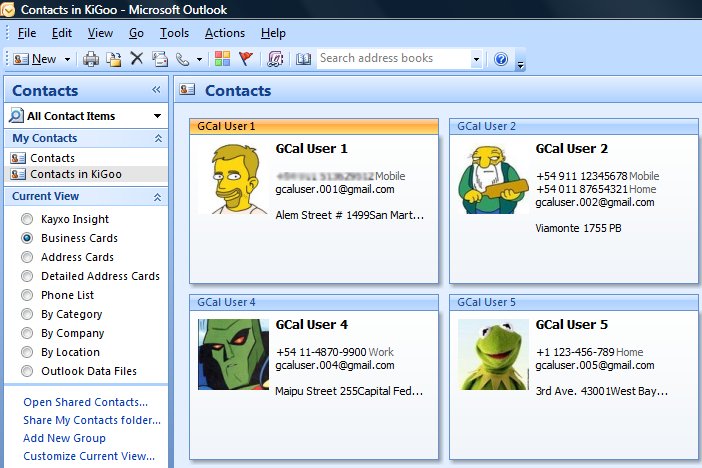 Contacts in KiGoo - Microsoft Outlook
File Edit View Go Tools Actions Help
New Search address books
Contacts «
All Contact Items
My Contacts
Contacts
Contacts in KiGoo
Current View
Kayxo Insight
Business Cards
Address Cards
Detailed Address Cards
Phone List
By Category
By Company
By Location
Outlook Data Files
Open Shared Contacts...
Share My Contacts folder...
Add New Group
Customize Current View...
Contacts
GCal User 1
GCal User 1
Mobile
gcaluser.001@gmail.com
Alem Street # 1499San Mart...
GCal User 2
GCal User 2
+54 911 12345678 Mobile
+54 011 87654321 Home
gcaluser.002@gmail.com
Viamonte 1755 PB
GCal User 4
GCal User 4
+54 11-4870-9900 Work
gcaluser.004@gmail.com
Maipu Street 255Capital Fed...
GCal User 5
GCal User 5
+1 123-456-789 Home
gcaluser.005@gmail.com
3rd Ave. 43001West Bay...